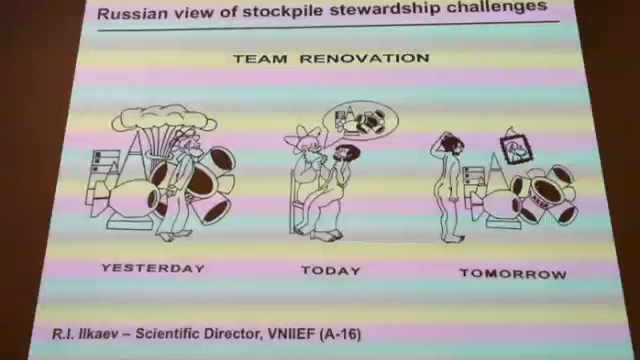 Russian view of stockpile stewardship challenges
TEAM RENOVATION
YESTERDAY
TODAY
TOMORROW
R.I. Ilkaev – Scientific Director, VNIIEF (A-16)